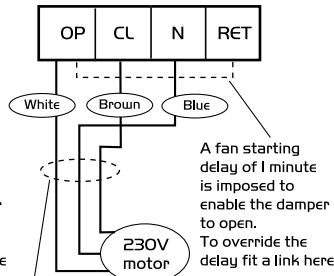 OP CL N RET
White Brown Blue
A fan starting
delay of 1 minute
is imposed to
enable the damper
to open.
To override the
delay fit a link here
230V
motor